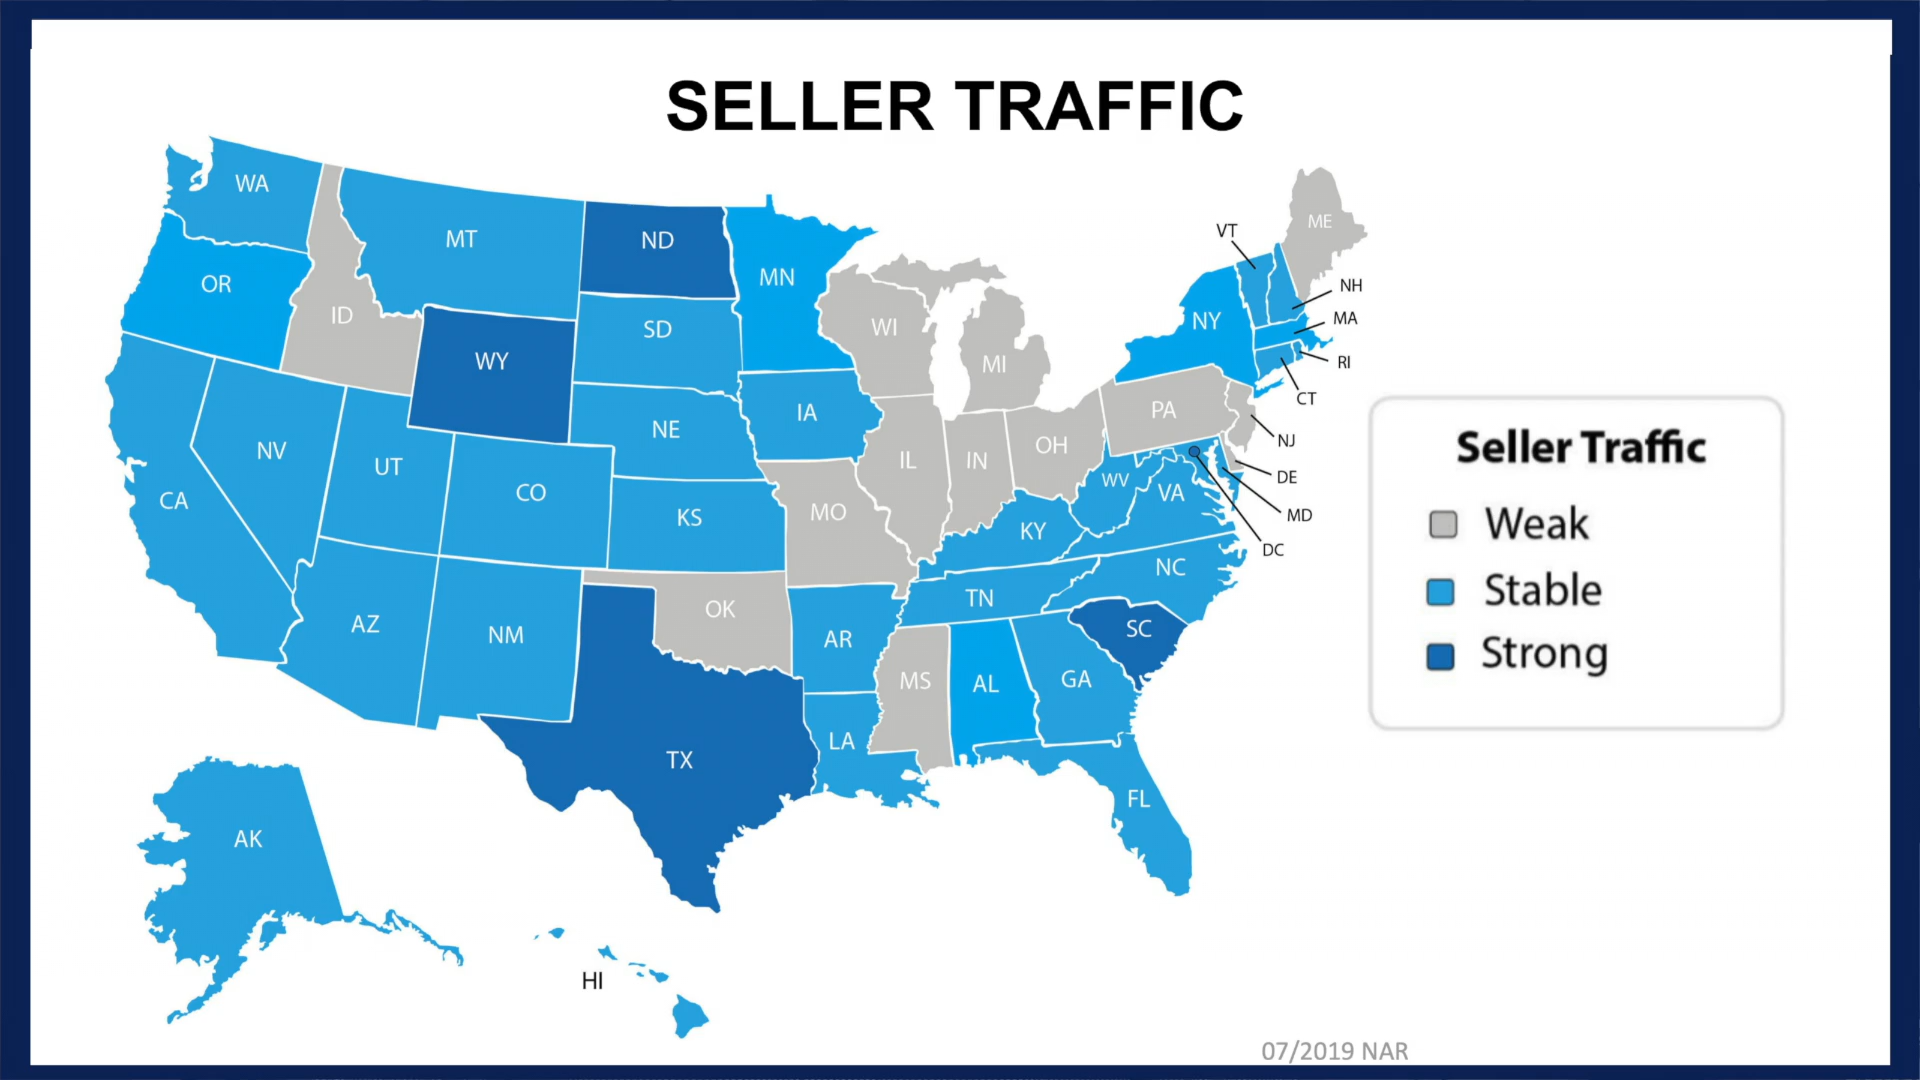 SELLER TRAFFIC
WA
MT
ND
MN
OR
ID
WY
SD
WI
MI
ME
VT
NH
NY
MA
RI
CT
NE
IA
PA
NJ
NV
UT
CO
IL
IN
OH
DE
WV
VA
MD
DC
CA
KS
MO
KY
NC
TN
OK
AZ
NM
AR
SC
MS
AL
GA
LA
TX
FL
AK
HI
Seller Traffic
Weak
Stable
Strong
07/2019 NAR